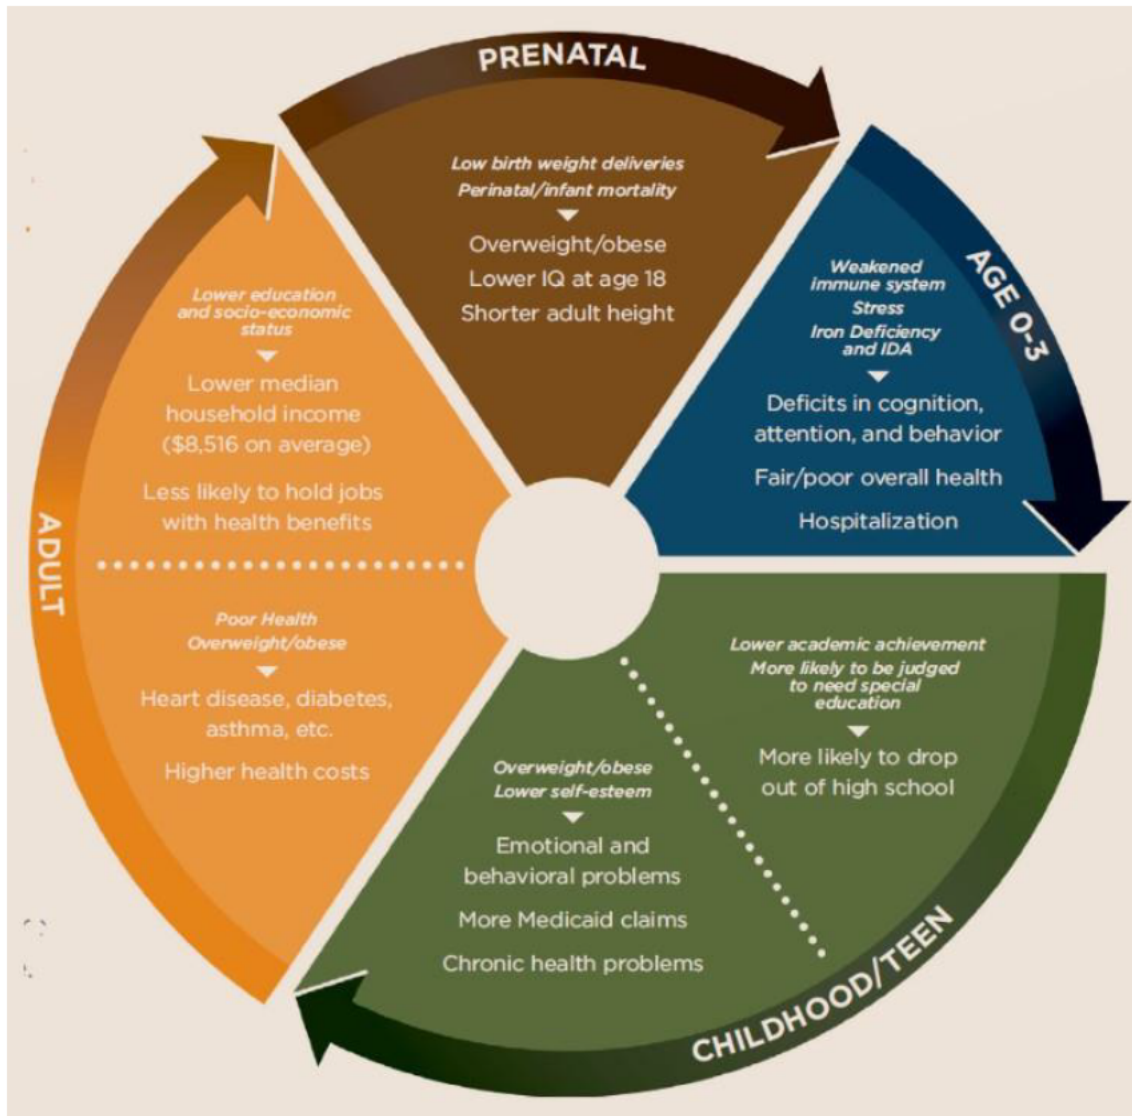 PRENATAL
Low birth weight deliveries
Perinatal/infant mortality
Overweight/obese
Lower IQ at age 18
Shorter adult height
AGE 0-3
Weakened
immune system
Stress
Iron Deficiency
and IDA
Deficits in cognition,
attention, and behavior
Fair/poor overall health
Hospitalization
CHILDHOOD/TEEN
Lower academic achievement
More likely to be judged
to need special
education
More likely to drop
out of high school
Overweight/obese
Lower self-esteem
Emotional and
behavioral problems
More Medicaid claims
Chronic health problems
ADULT
Poor Health
Overweight/obese
Heart disease, diabetes,
asthma, etc.
Higher health costs
Lower education
and socio-economic
status
Lower median
household income
($8,516 on average)
Less likely to hold jobs
with health benefits